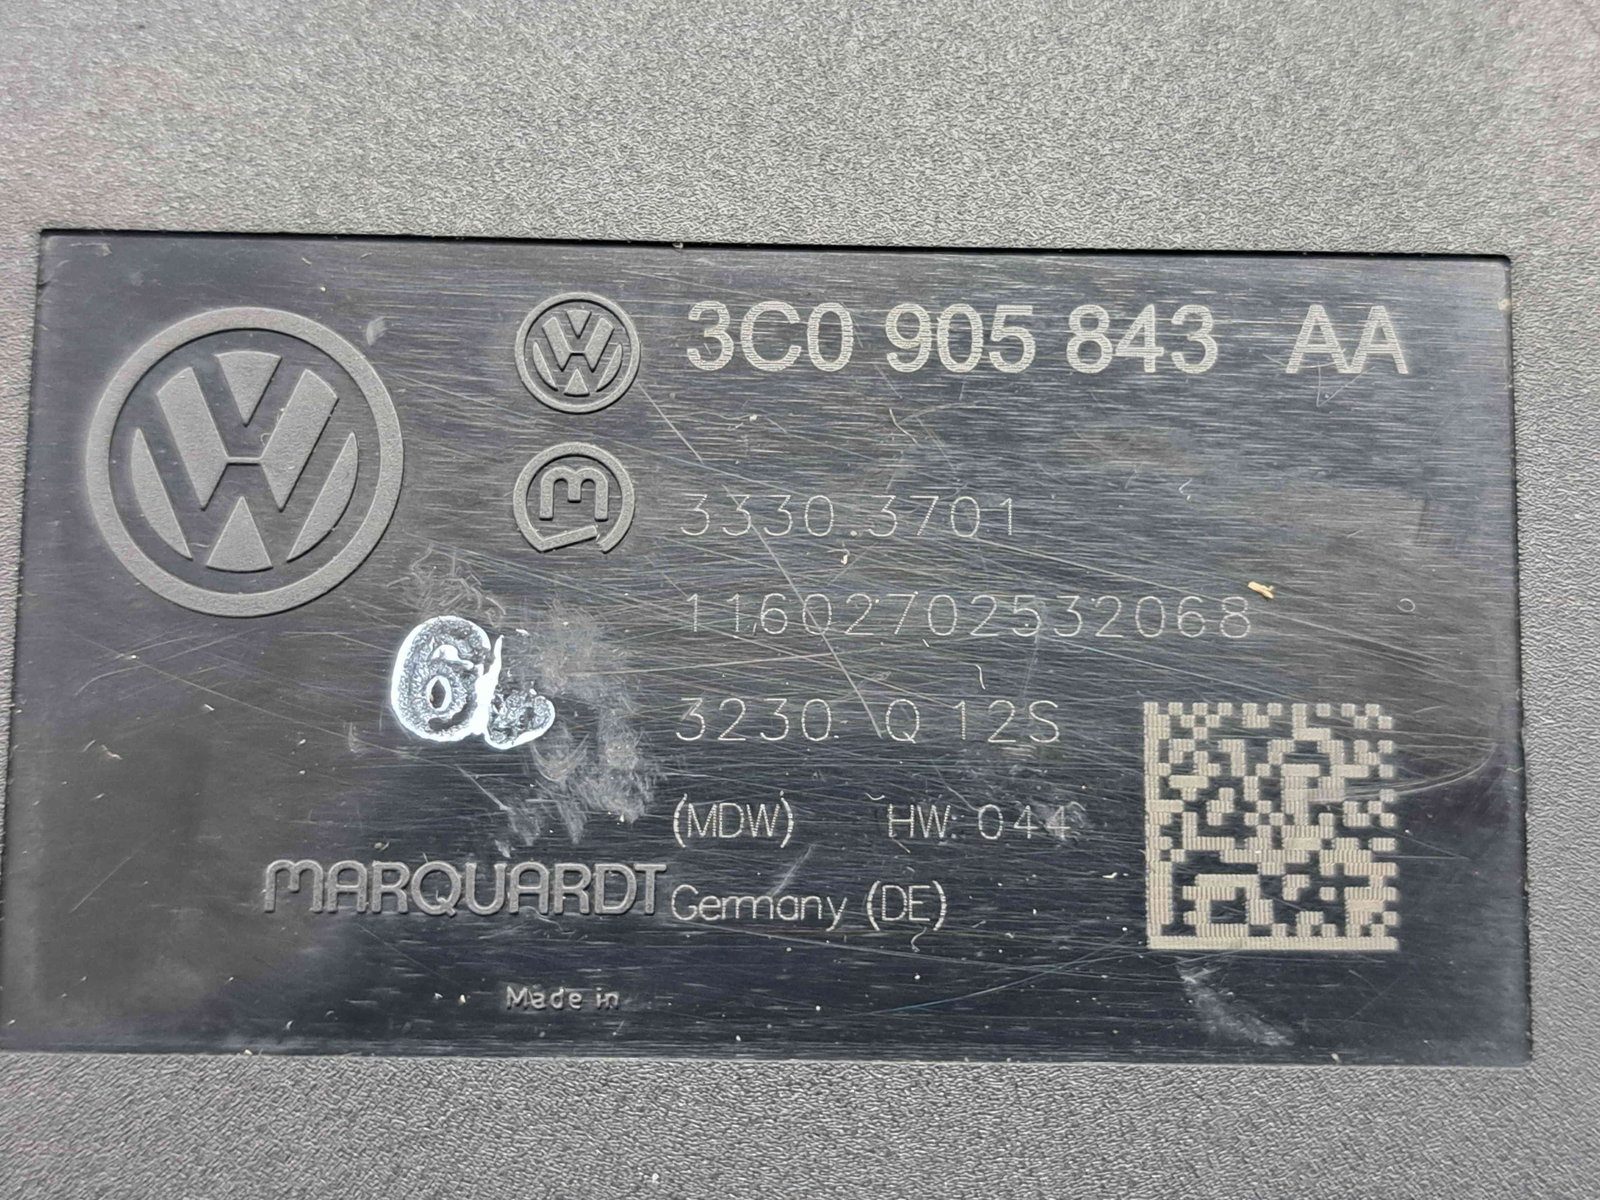 3C0 905 843 AA
3330.3701
11602702532068
3230 Q 12S
(MDW) HW: 044
MARQUARDT Germany (DE)
Made in